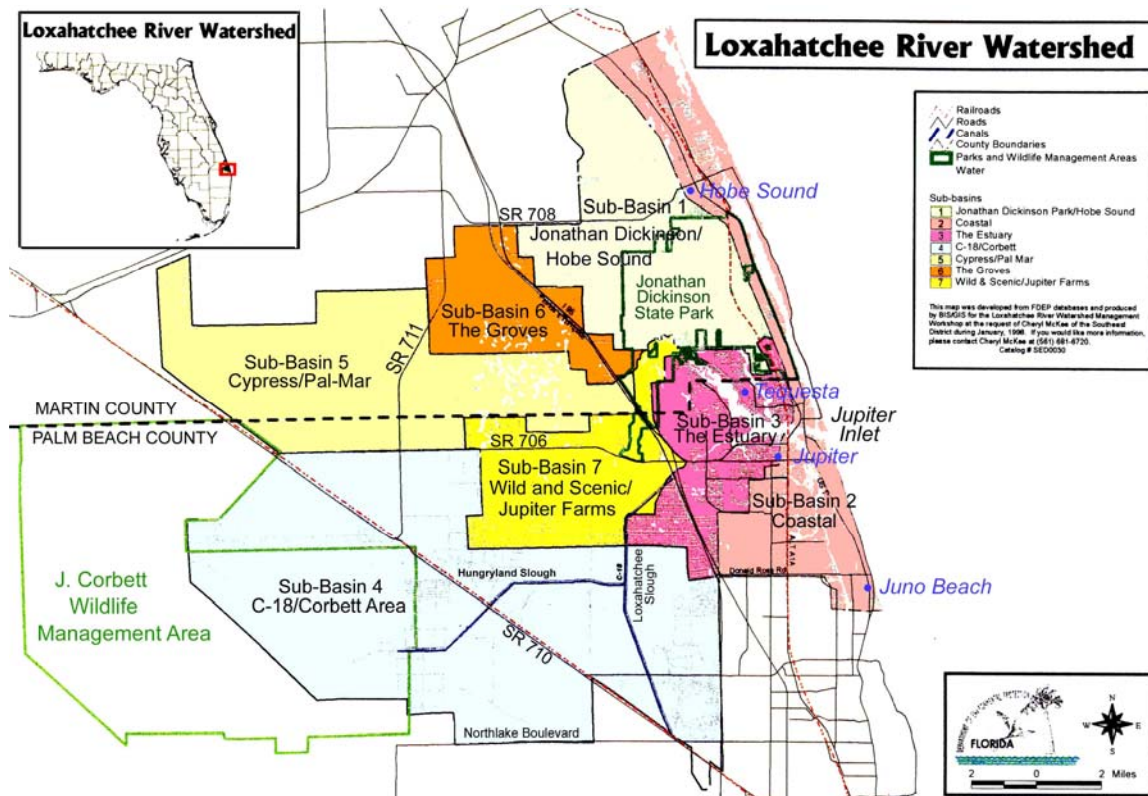 Loxahatchee River Watershed
Loxahatchee River Watershed
Railroads
Roads
Canals
County Boundaries
Parks and Wildlife Management Areas
Water
Sub-basins
1 Jonathan Dickinson Park/Hobe Sound
2 Coastal
3 The Estuary
4 C-18/Corbett
5 Cypress/Pal Mar
6 The Groves
7 Wild & Scenic/Jupiter Farms
This map was developed from FDEP databases and produced
by BIS/GIS for the Loxahatchee River Watershed Management
Workshop at the request of Cheryl McKee of the Southeast
District during January, 1998. If you would like more information,
please contact Cheryl McKee at (561) 681-6720.
Catalog # SED0030
Hobe Sound
SR 708
Sub-Basin 1
Jonathan Dickinson/
Hobe Sound
Jonathan
Dickinson
State Park
I-95
Sub-Basin 6
The Groves
SR 711
Sub-Basin 5
Cypress/Pal-Mar
MARTIN COUNTY
PALM BEACH COUNTY
Tequesta
Jupiter
Inlet
Sub-Basin 3
The Estuary
Jupiter
SR 706
Sub-Basin 7
Wild and Scenic/
Jupiter Farms
Sub-Basin 2
Coastal
A1A
Donald Ross Rd
Juno Beach
Hungryland Slough
C-18
Loxahatchee
Slough
Sub-Basin 4
C-18/Corbett Area
J. Corbett
Wildlife
Management Area
SR 710
Northlake Boulevard
FLORIDA
N
W
E
S
2 0 2 Miles